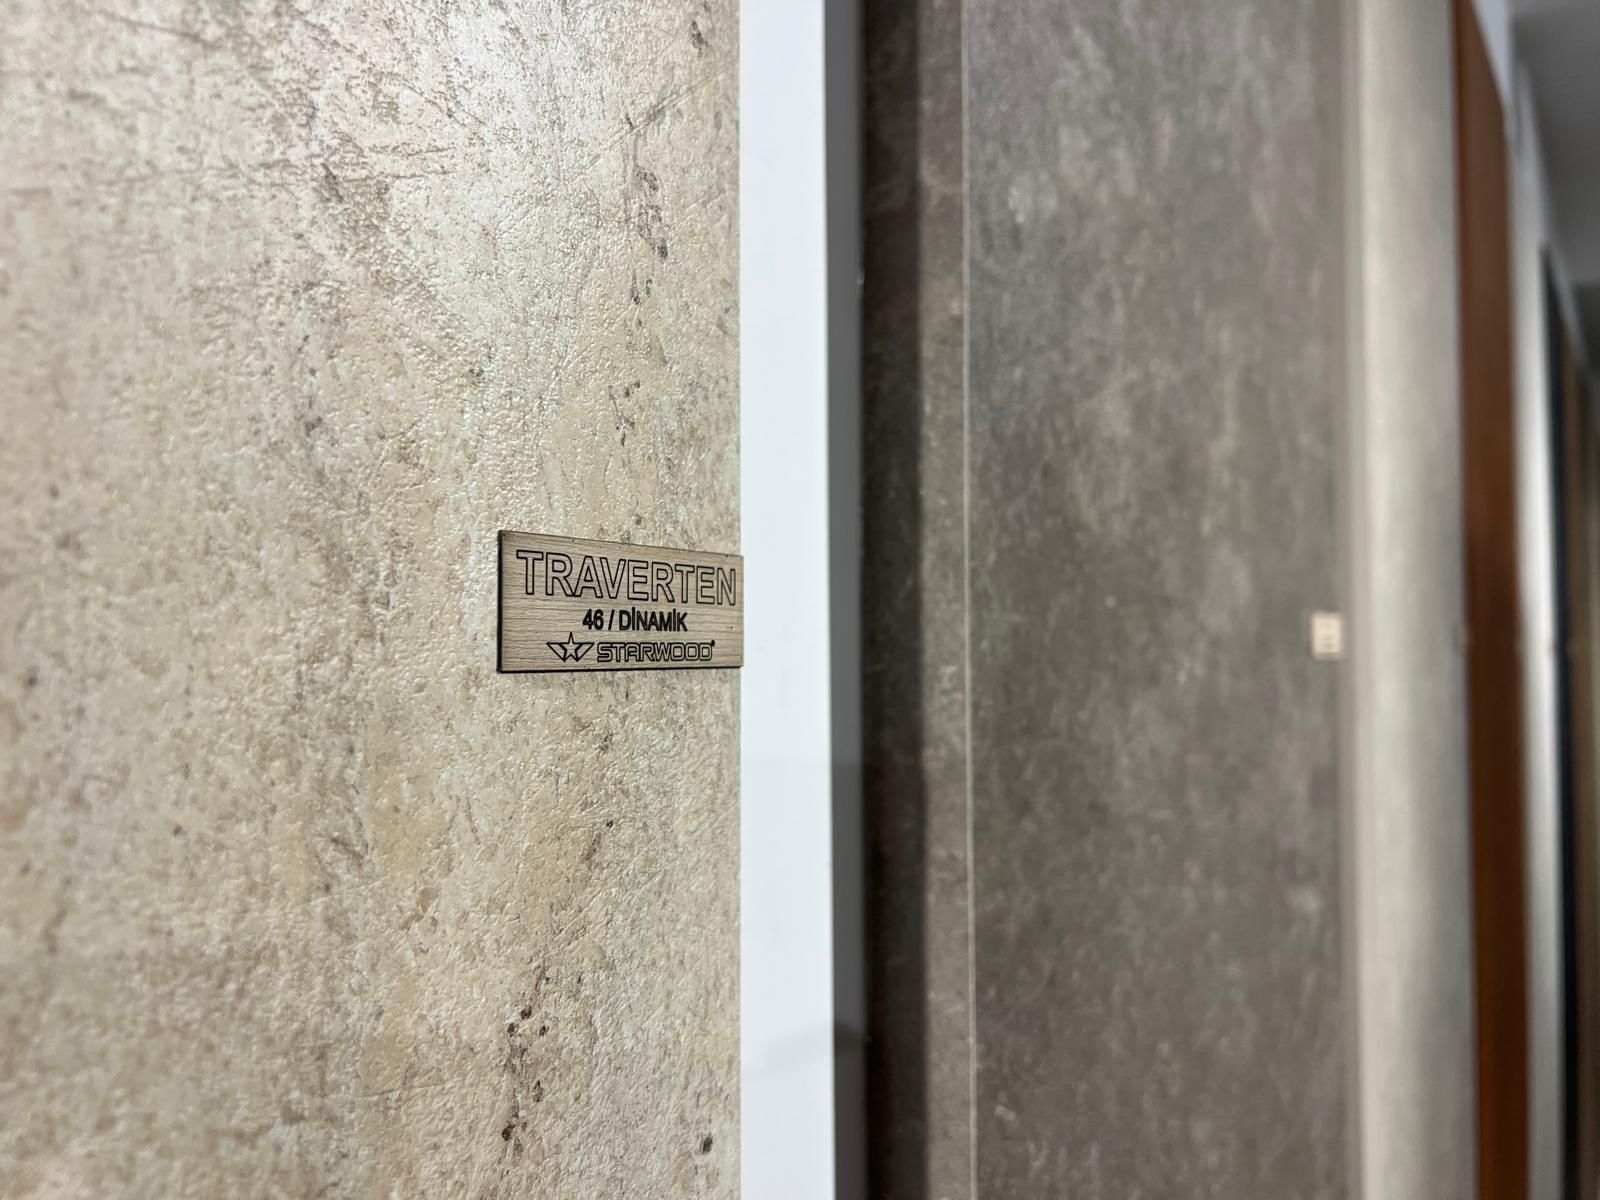 TRAVERTEN
46 / DİNAMİK
STARWOOD®